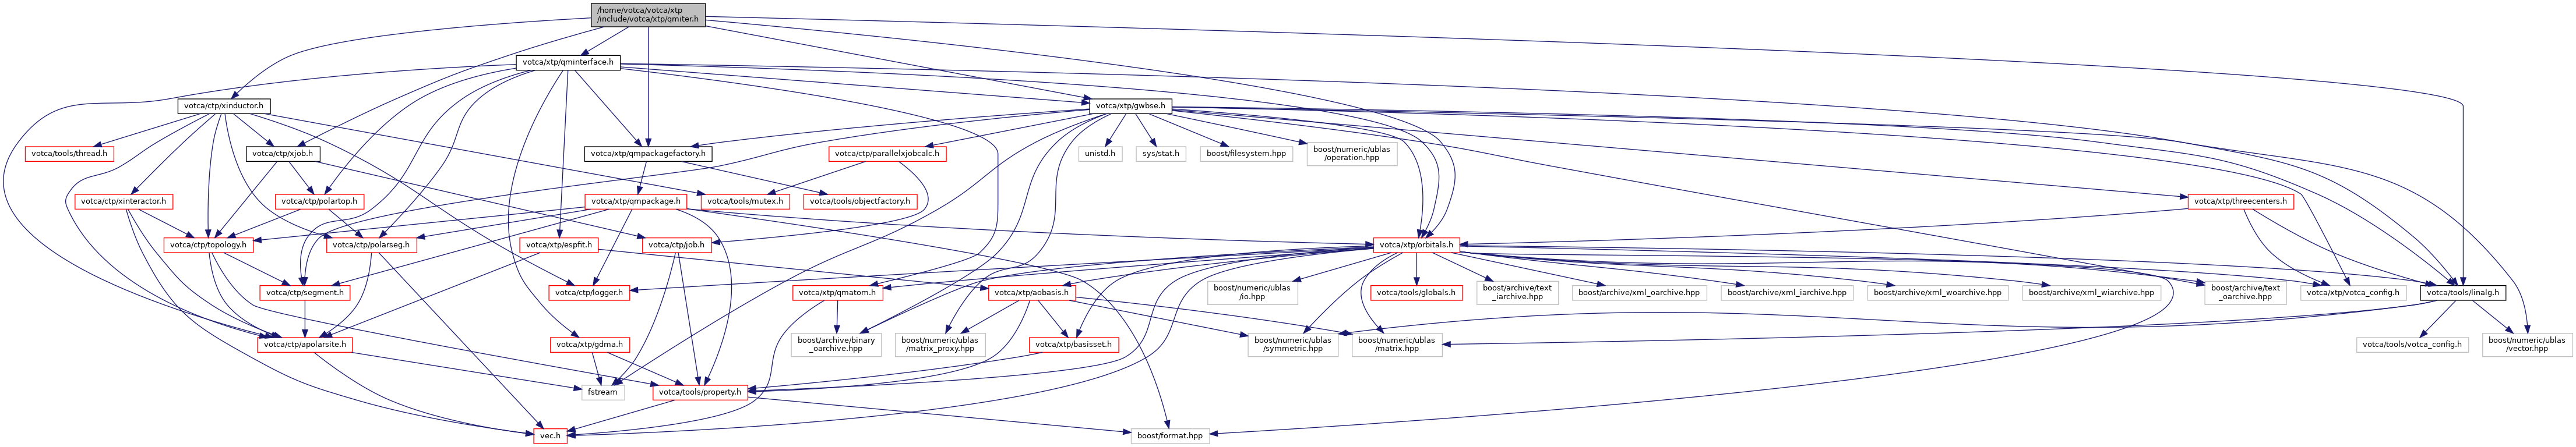 /home/votca/votca/xtp
/include/votca/xtp/qmiter.h
votca/xtp/qminterface.h
votca/ctp/xinductor.h
votca/xtp/gwbse.h
votca/tools/thread.h
votca/ctp/xjob.h
votca/xtp/qmpackagefactory.h
votca/ctp/parallelxjobcalc.h
unistd.h
sys/stat.h
boost/filesystem.hpp
boost/numeric/ublas
/operation.hpp
votca/ctp/xinteractor.h
votca/ctp/polartop.h
votca/xtp/qmpackage.h
votca/tools/mutex.h
votca/tools/objectfactory.h
votca/xtp/threecenters.h
votca/ctp/topology.h
votca/ctp/polarseg.h
votca/xtp/espfit.h
votca/ctp/job.h
votca/xtp/orbitals.h
votca/ctp/segment.h
votca/ctp/logger.h
votca/xtp/qmatom.h
votca/xtp/aobasis.h
boost/numeric/ublas
/io.hpp
votca/tools/globals.h
boost/archive/text
_iarchive.hpp
boost/archive/xml_oarchive.hpp
boost/archive/xml_iarchive.hpp
boost/archive/xml_woarchive.hpp
boost/archive/xml_wiarchive.hpp
boost/archive/text
_oarchive.hpp
votca/xtp/votca_config.h
votca/tools/linalg.h
votca/ctp/apolarsite.h
votca/xtp/gdma.h
boost/archive/binary
_oarchive.hpp
boost/numeric/ublas
/matrix_proxy.hpp
votca/xtp/basisset.h
boost/numeric/ublas
/symmetric.hpp
boost/numeric/ublas
/matrix.hpp
votca/tools/votca_config.h
boost/numeric/ublas
/vector.hpp
fstream
votca/tools/property.h
vec.h
boost/format.hpp